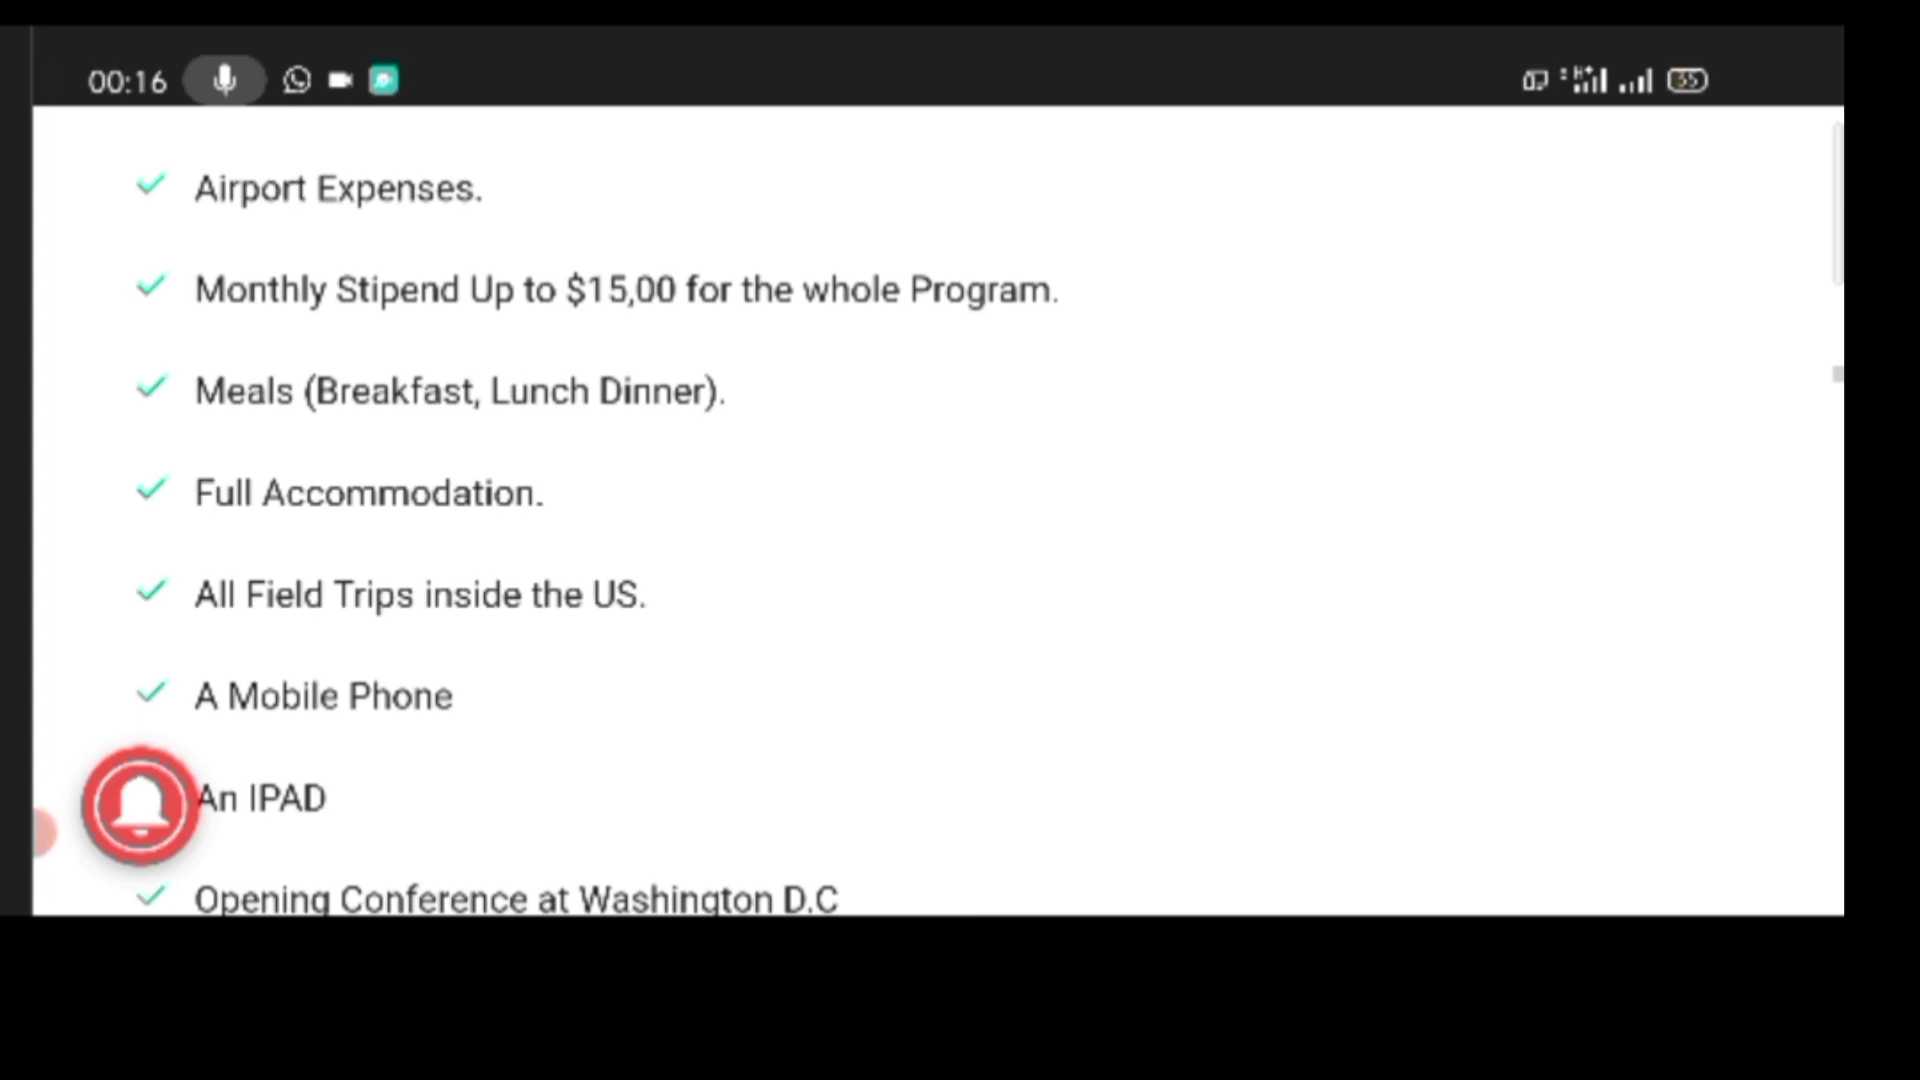 00:16
35
Airport Expenses.
Monthly Stipend Up to $15,00 for the whole Program.
Meals (Breakfast, Lunch Dinner).
Full Accommodation.
All Field Trips inside the US.
A Mobile Phone
An IPAD
Opening Conference at Washington D.C